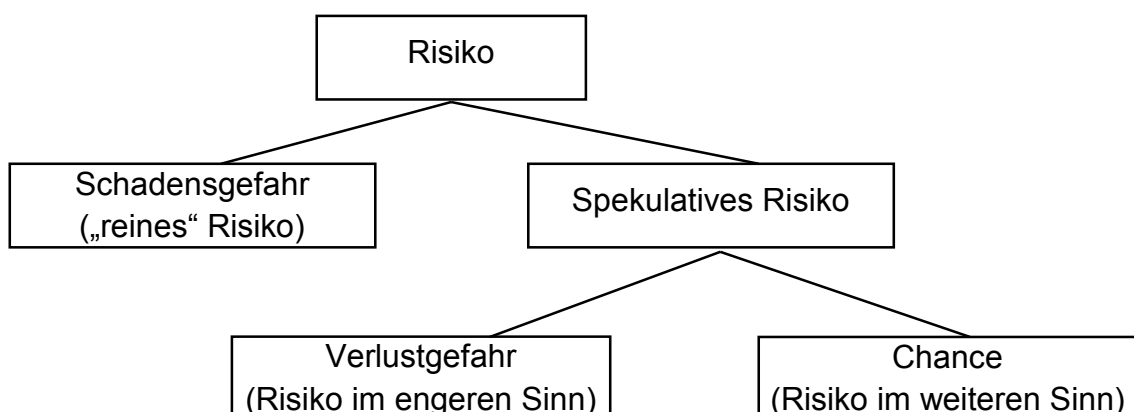 Risiko
Schadensgefahr
(„reines“ Risiko)
Spekulatives Risiko
Verlustgefahr
(Risiko im engeren Sinn)
Chance
(Risiko im weiteren Sinn)